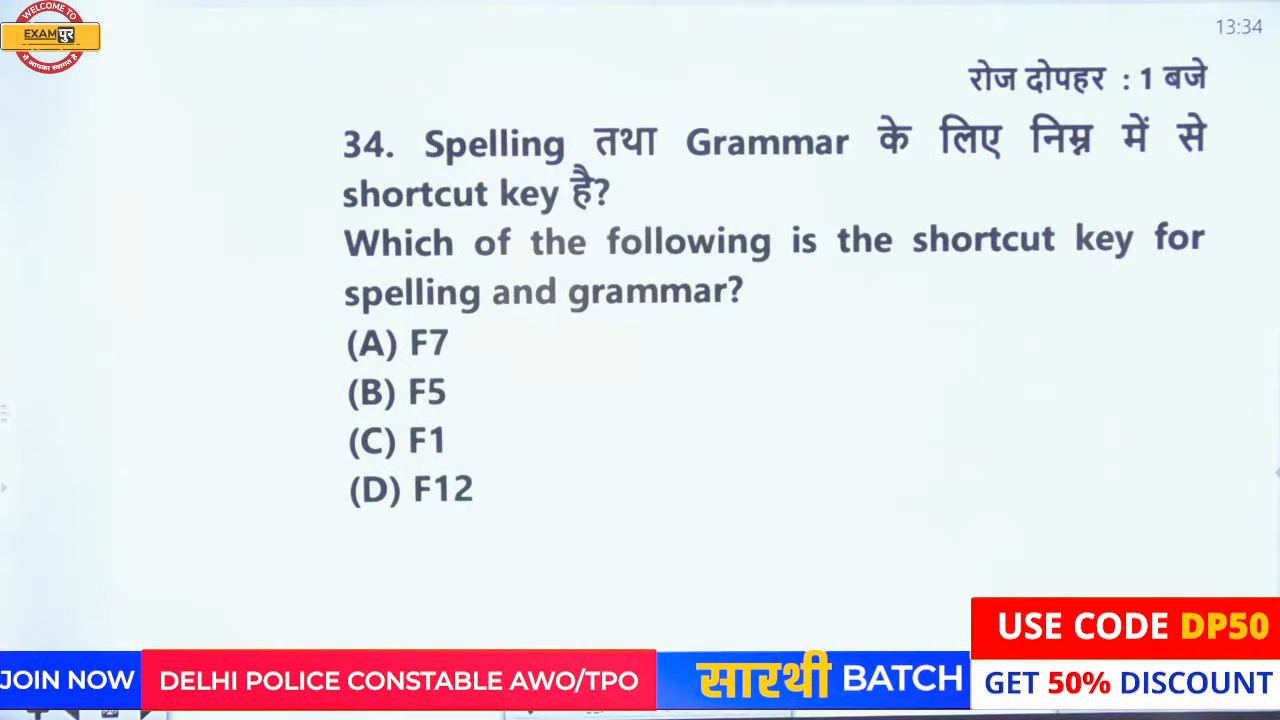 WELCOME TO
EXAMपुर
में आपका स्वागत है
13:34
रोज दोपहर : 1 बजे
34. Spelling तथा Grammar के लिए निम्न में से
shortcut key है?
Which of the following is the shortcut key for
spelling and grammar?
(A) F7
(B) F5
(C) F1
(D) F12
USE CODE DP50
JOIN NOW DELHI POLICE CONSTABLE AWO/TPO सारथी BATCH GET 50% DISCOUNT